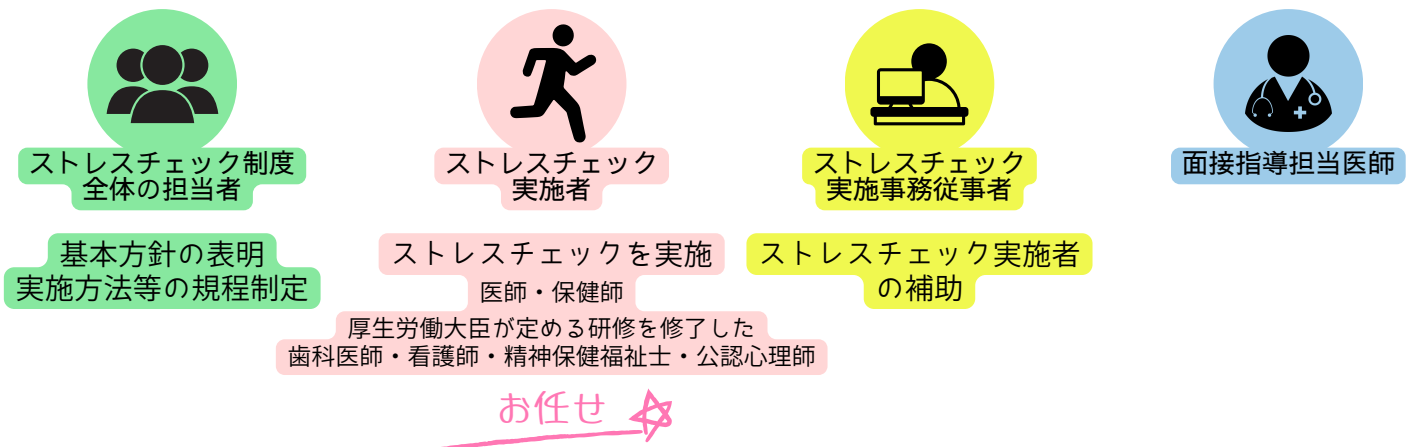 ストレスチェック制度
全体の担当者
基本方針の表明
実施方法等の規程制定
ストレスチェック
実施者
ストレスチェックを実施
医師・保健師
厚生労働大臣が定める研修を修了した
歯科医師・看護師・精神保健福祉士・公認心理師
お任せ
ストレスチェック
実施事務従事者
ストレスチェック実施者
の補助
面接指導担当医師